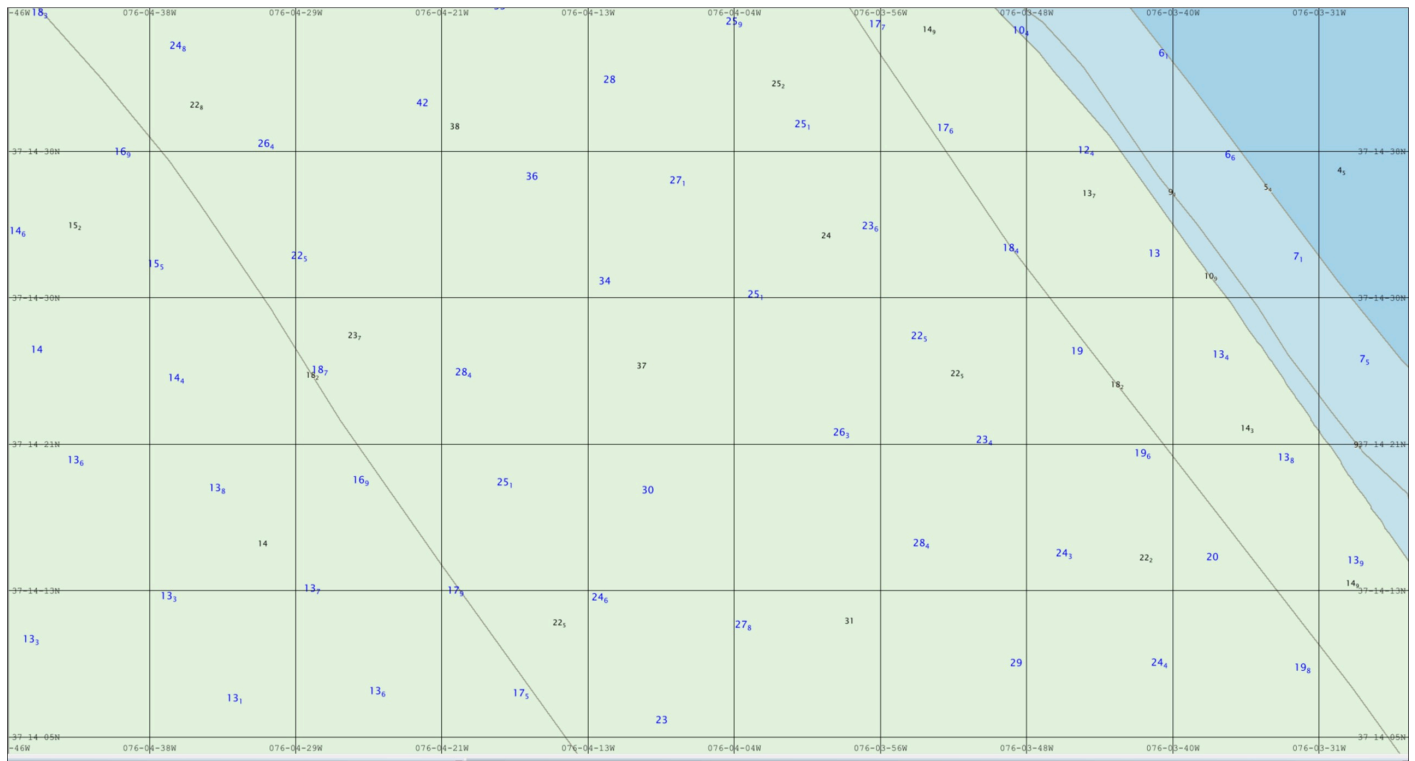 -46W 076-04-38W 076-04-29W 076-04-21W 076-04-13W 076-04-04W 076-03-56W 076-03-48W 076-03-40W 076-03-31W
18₃ 25₉ 17₇ 14₉ 10₄
24₈ 6₁
28 25₂
22₈ 42
38 25₁ 17₆
26₄
37-14-38N 16₉ 12₄ 6₆ 37-14-38N
36 27₁ 4₅
13₇ 9 5
15₂ 23₆
14₆ 24
22₅ 18₄ 13 7₁
15₅
34 10₉
37-14-30N 25₁ 37-14-30N
23₇ 22₅
14 19 13₄
37 7₅
14₄ 18₂ 18₇ 28₄ 22₅
18₂
26₃ 14₃
23₄
37-14-21N 37-14-21N
13₆ 19₆ 13₈
16₉ 25₁
13₈ 30
14 28₄
24₃ 22₂ 20 13₉
14₉
37-14-13N 13₇ 17₉ 37-14-13N
13₃ 24₆
22₅ 27₈ 31
13₃
29 24₄ 19₈
13₁ 13₆ 17₅
23
37-14-05N 37-14-05N
-46W 076-04-38W 076-04-29W 076-04-21W 076-04-13W 076-04-04W 076-03-56W 076-03-48W 076-03-40W 076-03-31W